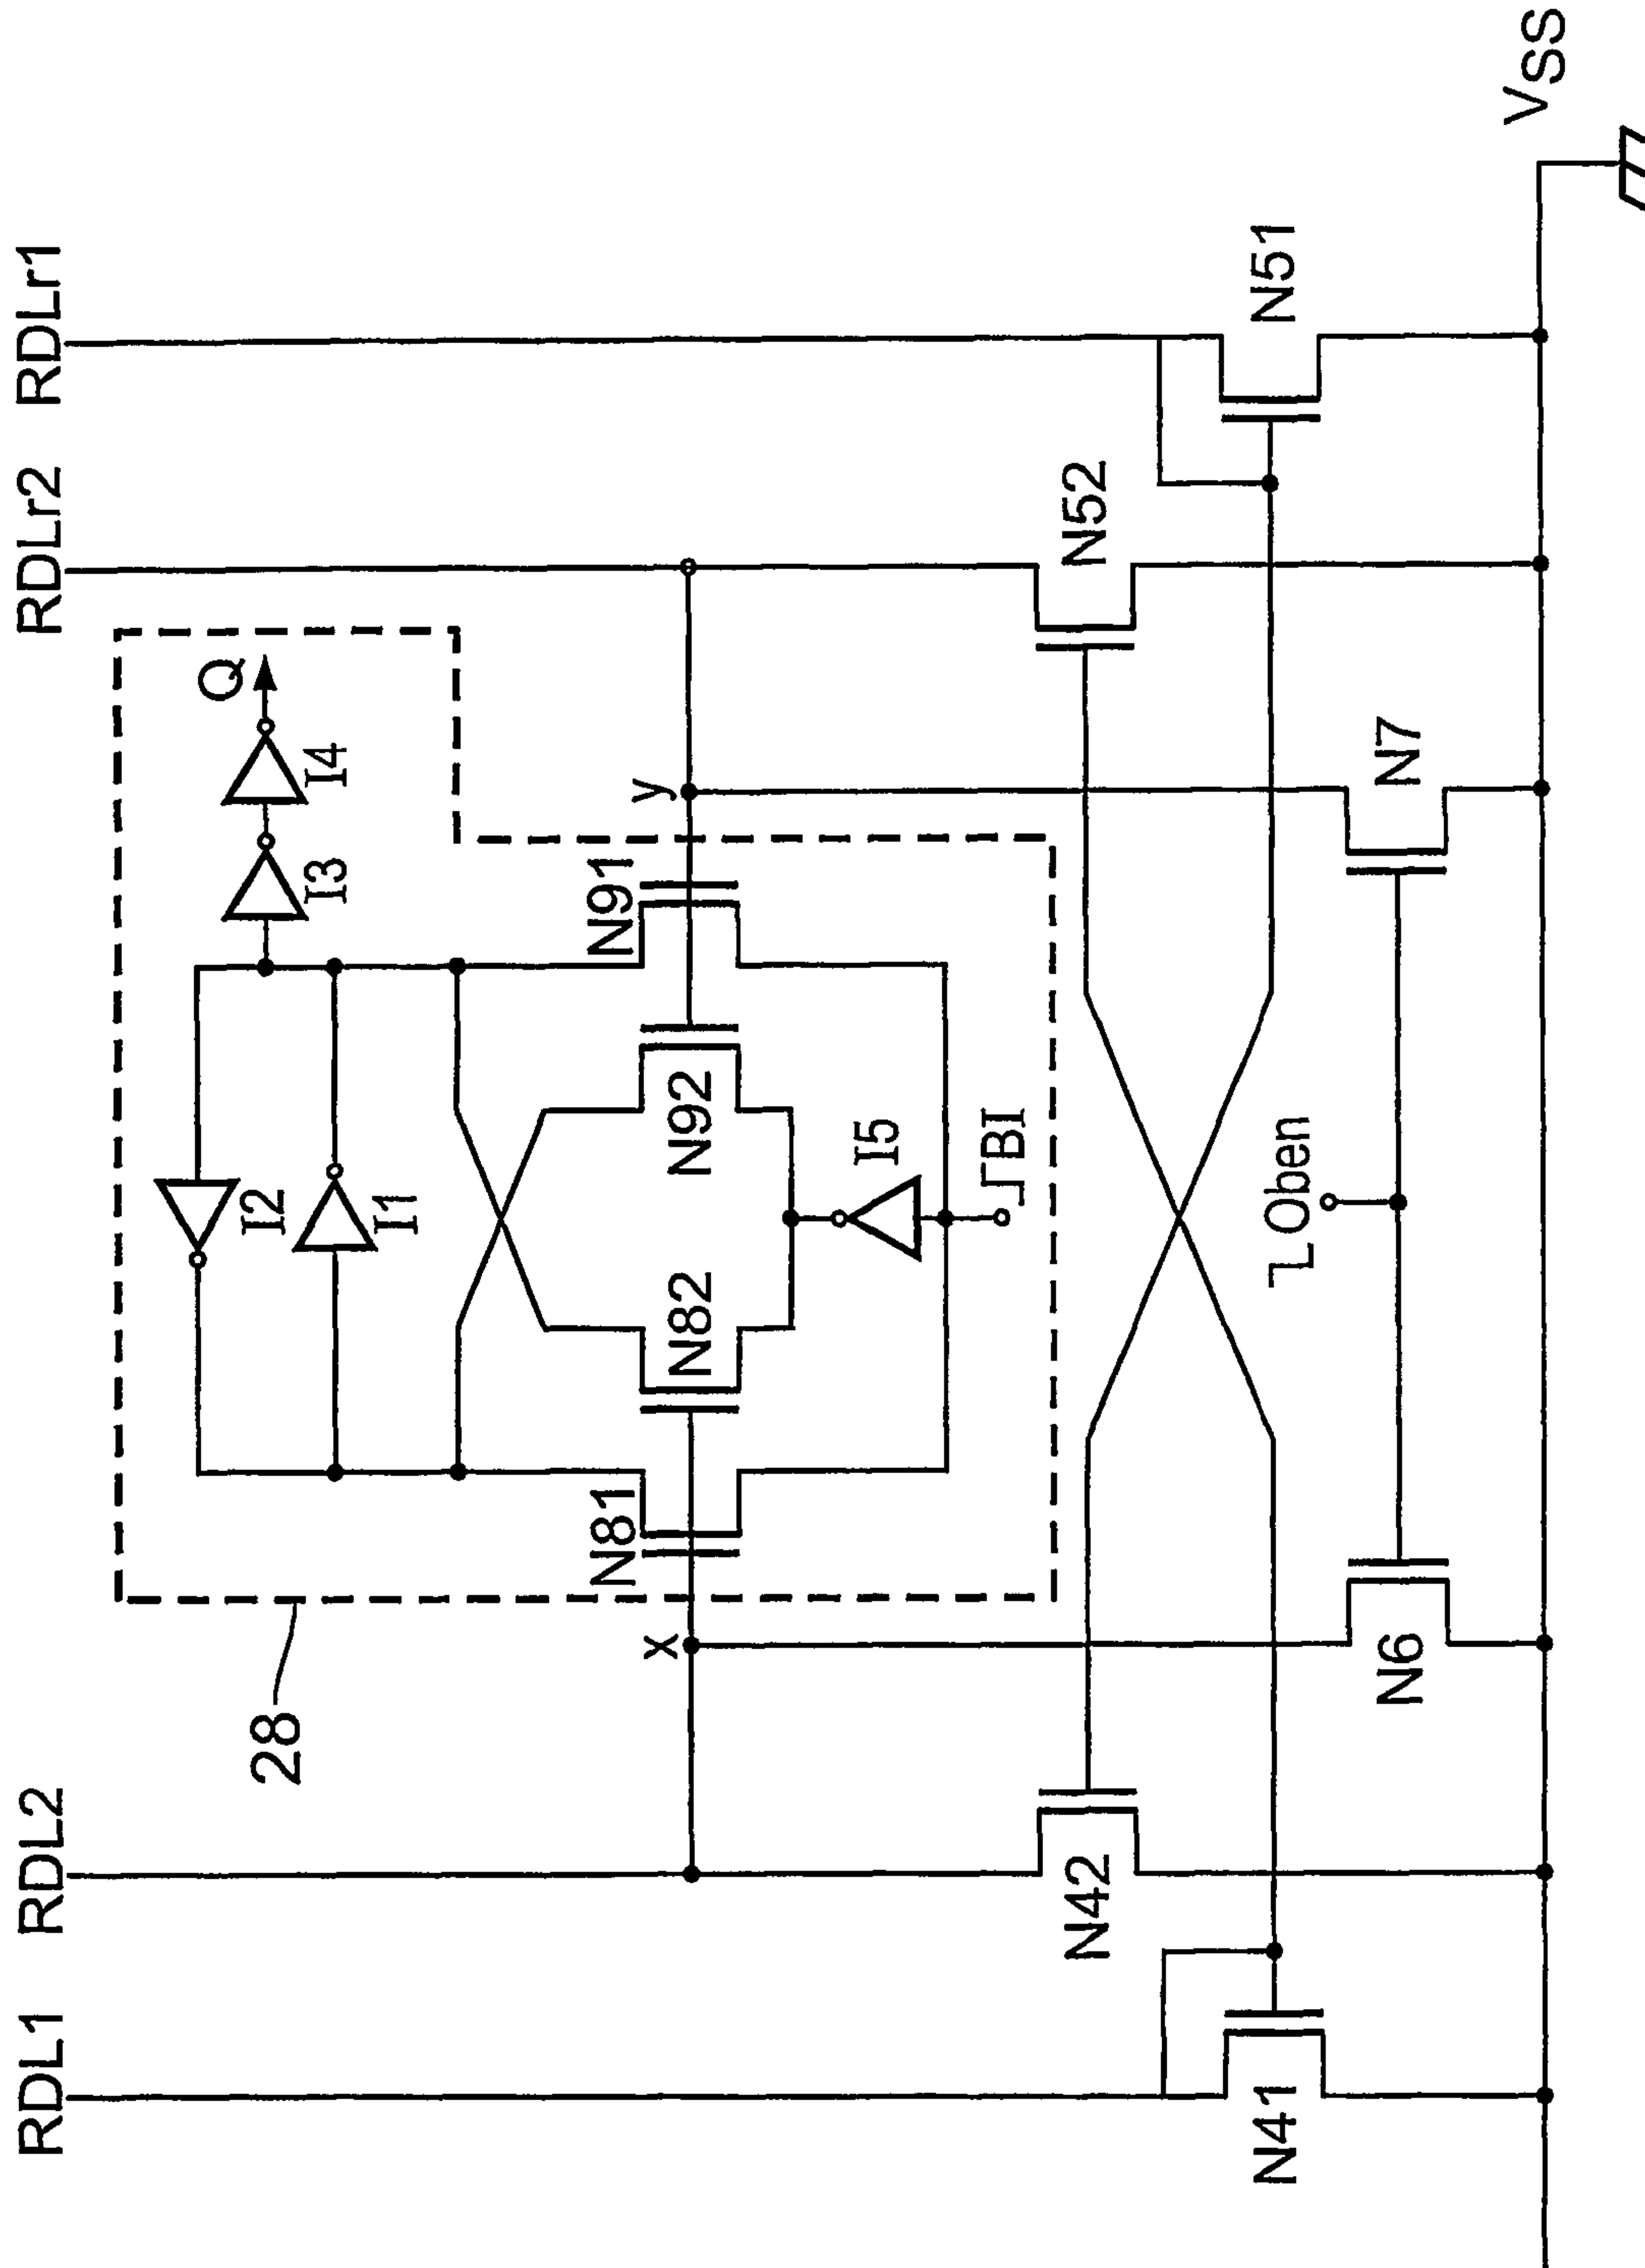 RDL1
RDL2
RDLr2
RDLr1
28
Q
I2
I1
I3
I4
x
N81
N82
N92
N91
y
I5
BI
N42
N52
Oben
N41
N6
N7
N51
VSS